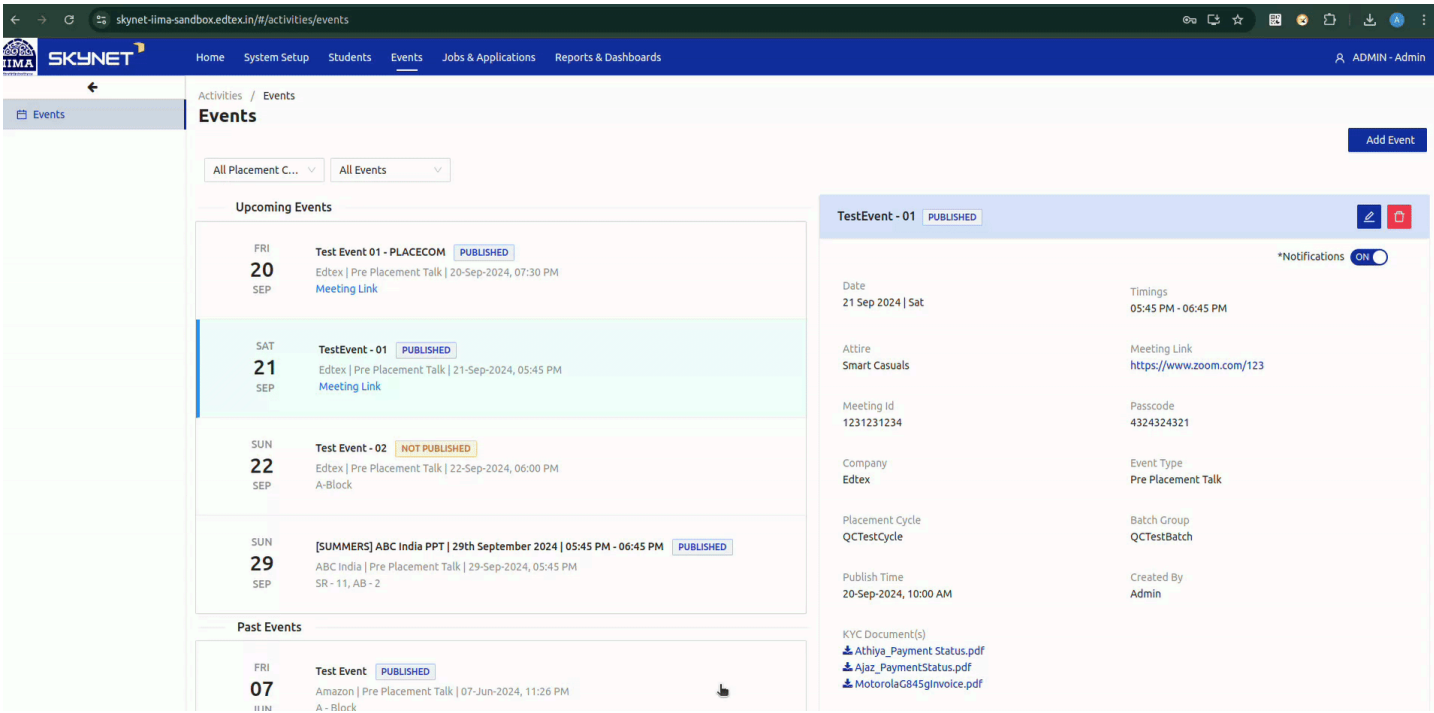 skynet-iima-sandbox.edtex.in/#/activities/events
A
IIMA
SKYNET
Home System Setup Students Events Jobs & Applications Reports & Dashboards
ADMIN - Admin
Events
Activities / Events
Events
Add Event
All Placement C... All Events
Upcoming Events
FRI
20
SEP
Test Event 01 - PLACECOM PUBLISHED
Edtex | Pre Placement Talk | 20-Sep-2024, 07:30 PM
Meeting Link
SAT
21
SEP
TestEvent - 01 PUBLISHED
Edtex | Pre Placement Talk | 21-Sep-2024, 05:45 PM
Meeting Link
SUN
22
SEP
Test Event - 02 NOT PUBLISHED
Edtex | Pre Placement Talk | 22-Sep-2024, 06:00 PM
A-Block
SUN
29
SEP
[SUMMERS] ABC India PPT | 29th September 2024 | 05:45 PM - 06:45 PM PUBLISHED
ABC India | Pre Placement Talk | 29-Sep-2024, 05:45 PM
SR - 11, AB - 2
Past Events
FRI
07
JUN
Test Event PUBLISHED
Amazon | Pre Placement Talk | 07-Jun-2024, 11:26 PM
A - Block
TestEvent - 01 PUBLISHED
*Notifications ON
Date
21 Sep 2024 | Sat
Timings
05:45 PM - 06:45 PM
Attire
Smart Casuals
Meeting Link
https://www.zoom.com/123
Meeting Id
1231231234
Passcode
4324324321
Company
Edtex
Event Type
Pre Placement Talk
Placement Cycle
QCTestCycle
Batch Group
QCTestBatch
Publish Time
20-Sep-2024, 10:00 AM
Created By
Admin
KYC Document(s)
Athiya_Payment Status.pdf
Ajaz_PaymentStatus.pdf
MotorolaG845gInvoice.pdf